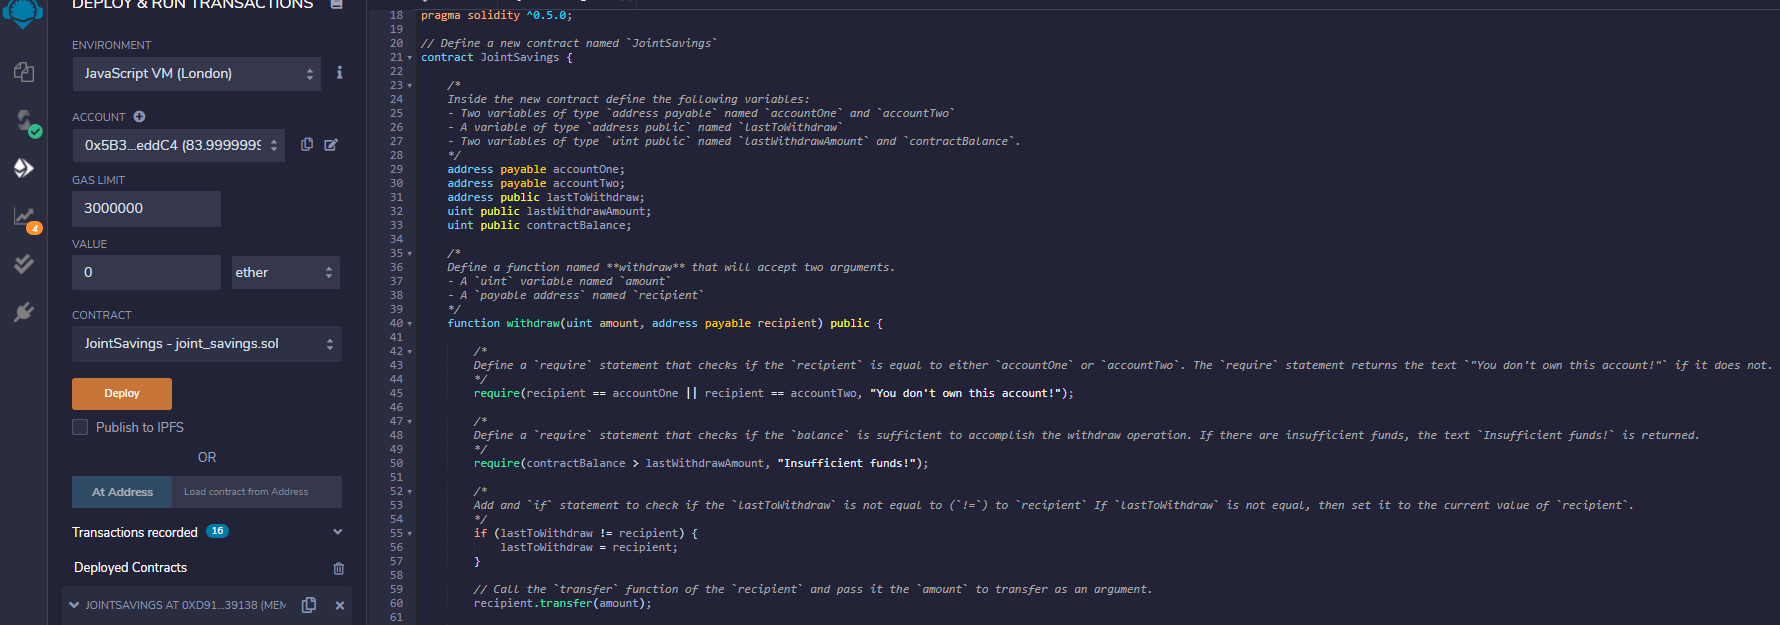 DEPLOY & RUN TRANSACTIONS
ENVIRONMENT
JavaScript VM (London)
ACCOUNT
0x5B3...eddC4 (83.9999999
GAS LIMIT
3000000
VALUE
0
ether
CONTRACT
JointSavings - joint_savings.sol
Deploy
Publish to IPFS
OR
At Address
Load contract from Address
Transactions recorded 16
Deployed Contracts
JOINTSAVINGS AT 0XD91...39138 (MEM
4
18 pragma solidity ^0.5.0;
19
20 // Define a new contract named `JointSavings`
21 contract JointSavings {
22
23 /*
24 Inside the new contract define the following variables:
25 - Two variables of type `address payable` named `accountOne` and `accountTwo`
26 - A variable of type `address public` named `lastToWithdraw`
27 - Two variables of type `uint public` named `lastWithdrawAmount` and `contractBalance`.
28 */
29 address payable accountOne;
30 address payable accountTwo;
31 address public lastToWithdraw;
32 uint public lastWithdrawAmount;
33 uint public contractBalance;
34
35 /*
36 Define a function named **withdraw** that will accept two arguments.
37 - A `uint` variable named `amount`
38 - A `payable address` named `recipient`
39 */
40 function withdraw(uint amount, address payable recipient) public {
41
42 /*
43 Define a `require` statement that checks if the `recipient` is equal to either `accountOne` or `accountTwo`. The `require` statement returns the text `"You don't own this account!"` if it does not.
44 */
45 require(recipient == accountOne || recipient == accountTwo, "You don't own this account!");
46
47 /*
48 Define a `require` statement that checks if the `balance` is sufficient to accomplish the withdraw operation. If there are insufficient funds, the text `Insufficient funds!` is returned.
49 */
50 require(contractBalance > lastWithdrawAmount, "Insufficient funds!");
51
52 /*
53 Add and `if` statement to check if the `lastToWithdraw` is not equal to (`!=`) to `recipient` If `lastToWithdraw` is not equal, then set it to the current value of `recipient`.
54 */
55 if (lastToWithdraw != recipient) {
56 lastToWithdraw = recipient;
57 }
58
59 // Call the `transfer` function of the `recipient` and pass it the `amount` to transfer as an argument.
60 recipient.transfer(amount);
61